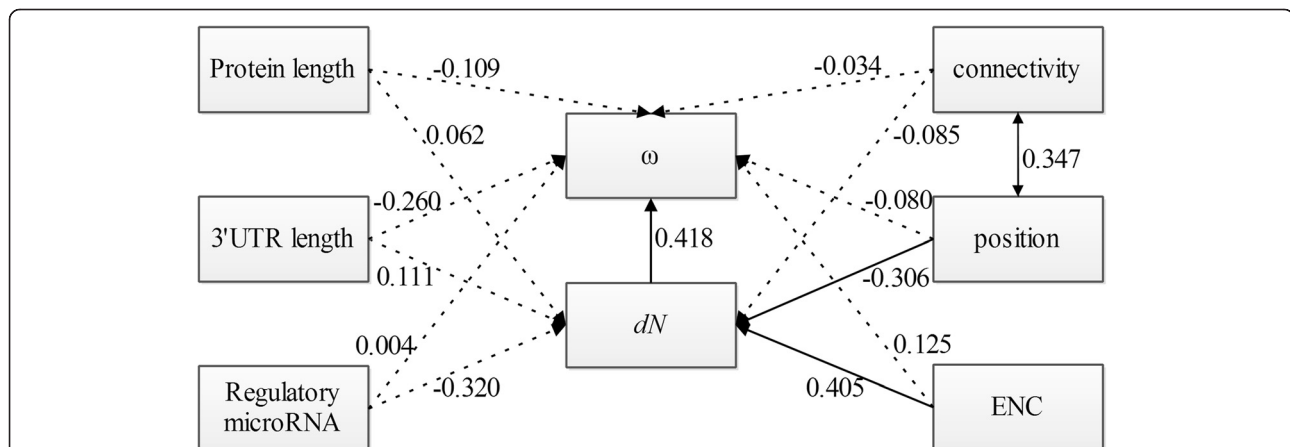 Protein length
-0.109
-0.034
connectivity
0.062
-0.085
ω
0.347
-0.260
-0.080
3'UTR length
0.418
position
0.111
-0.306
dN
0.004
0.125
-0.320
0.405
Regulatory
microRNA
ENC